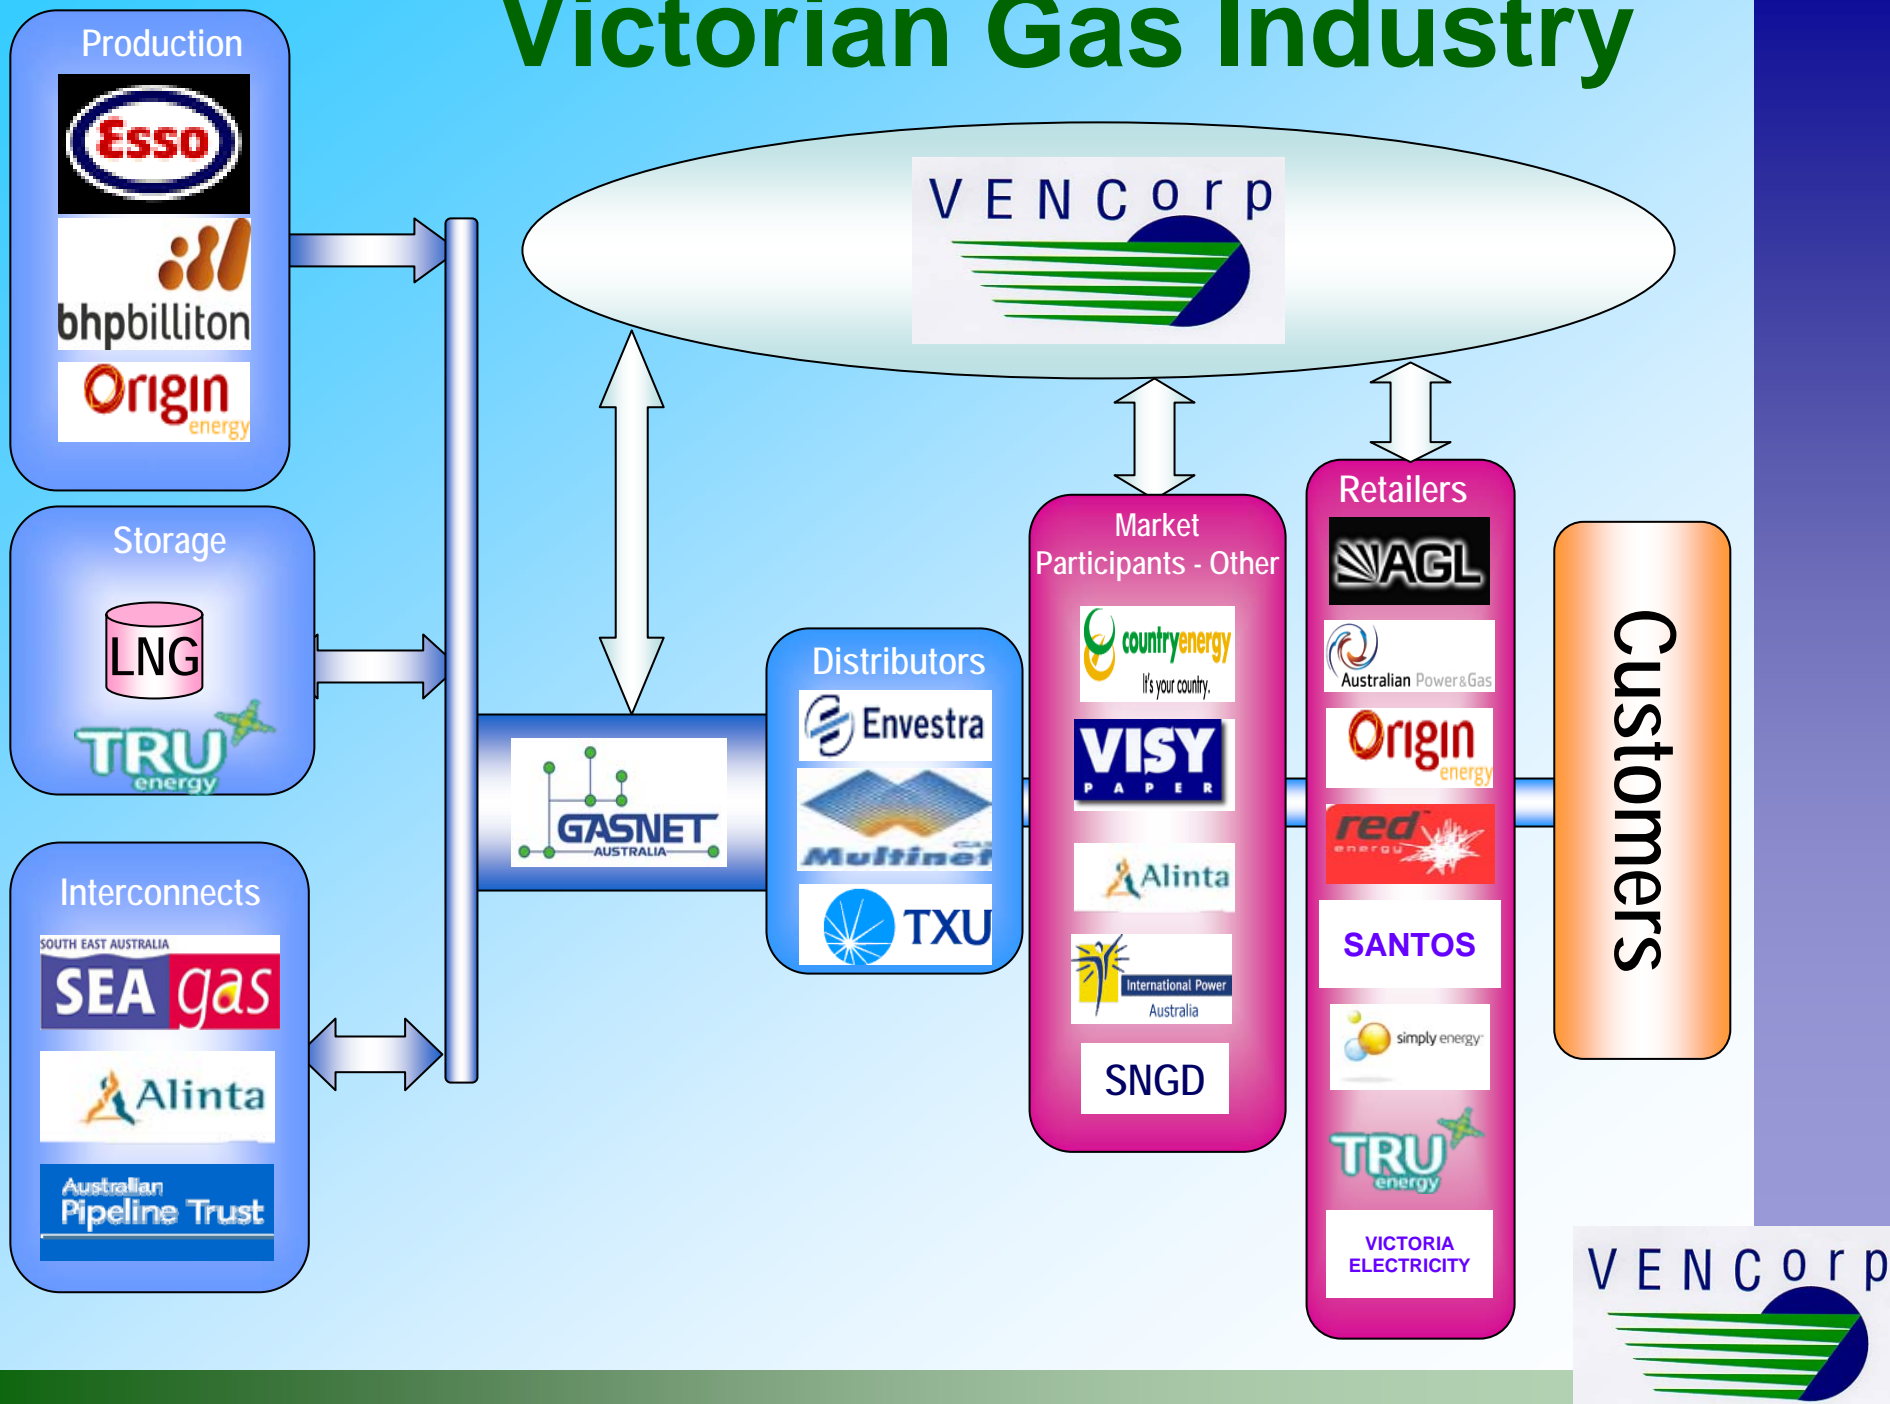 Victorian Gas Industry
Production
Esso
bhpbilliton
Origin
energy
Storage
LNG
TRU
energy
Interconnects
SOUTH EAST AUSTRALIA
SEA gas
Alinta
Australian
Pipeline Trust
VENCorp
GASNET
AUSTRALIA
Distributors
Envestra
Multinet
GAS
TXU
Market
Participants - Other
countryenergy
It's your country.
VISY
PAPER
Alinta
International Power
Australia
SNGD
Retailers
AGL
Australian Power&Gas
Origin
energy
red
energy
SANTOS
simply energy
TRU
energy
VICTORIA
ELECTRICITY
Customers
VENCorp